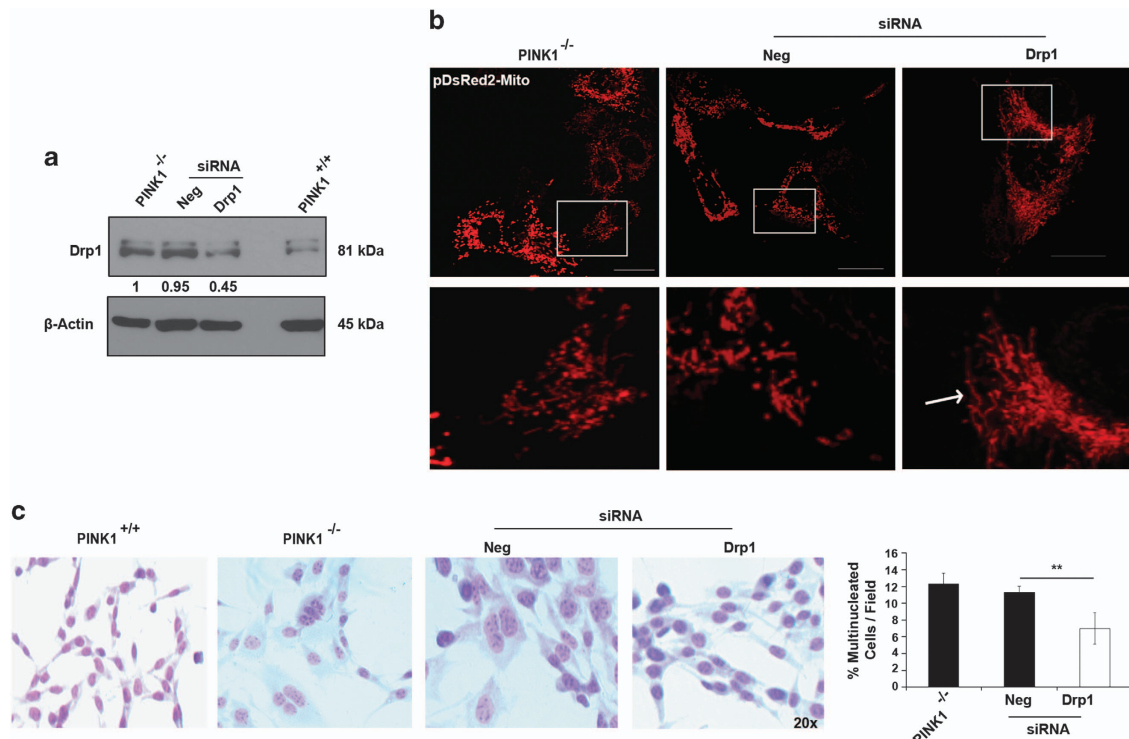 a
PINK1 -/-
siRNA
Neg
Drp1
PINK1 +/+
Drp1
81 kDa
1 0.95 0.45
β-Actin
45 kDa
b
siRNA
PINK1 -/-
Neg
Drp1
pDsRed2-Mito
c
PINK1 +/+
PINK1 -/-
siRNA
Neg
Drp1
20x
% Multinucleated
Cells / Field
16
14
12
10
8
6
4
2
0
**
PINK1 -/-
Neg
Drp1
siRNA